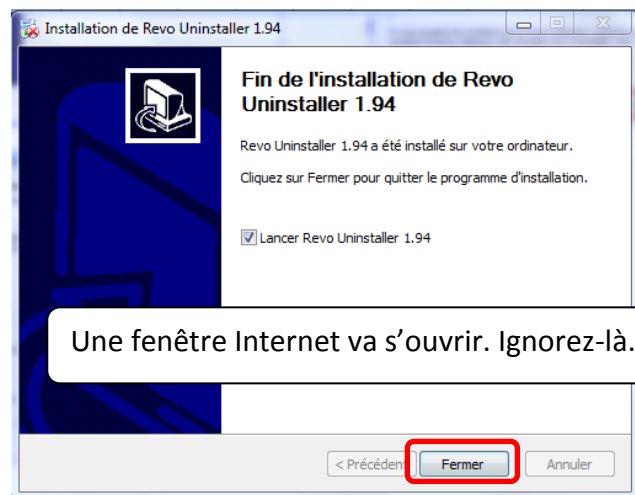 Installation de Revo Uninstaller 1.94
Fin de l'installation de Revo
Uninstaller 1.94
Revo Uninstaller 1.94 a été installé sur votre ordinateur.
Cliquez sur Fermer pour quitter le programme d'installation.
Lancer Revo Uninstaller 1.94
Une fenêtre Internet va s’ouvrir. Ignorez-là.
< Précédent
Fermer
Annuler